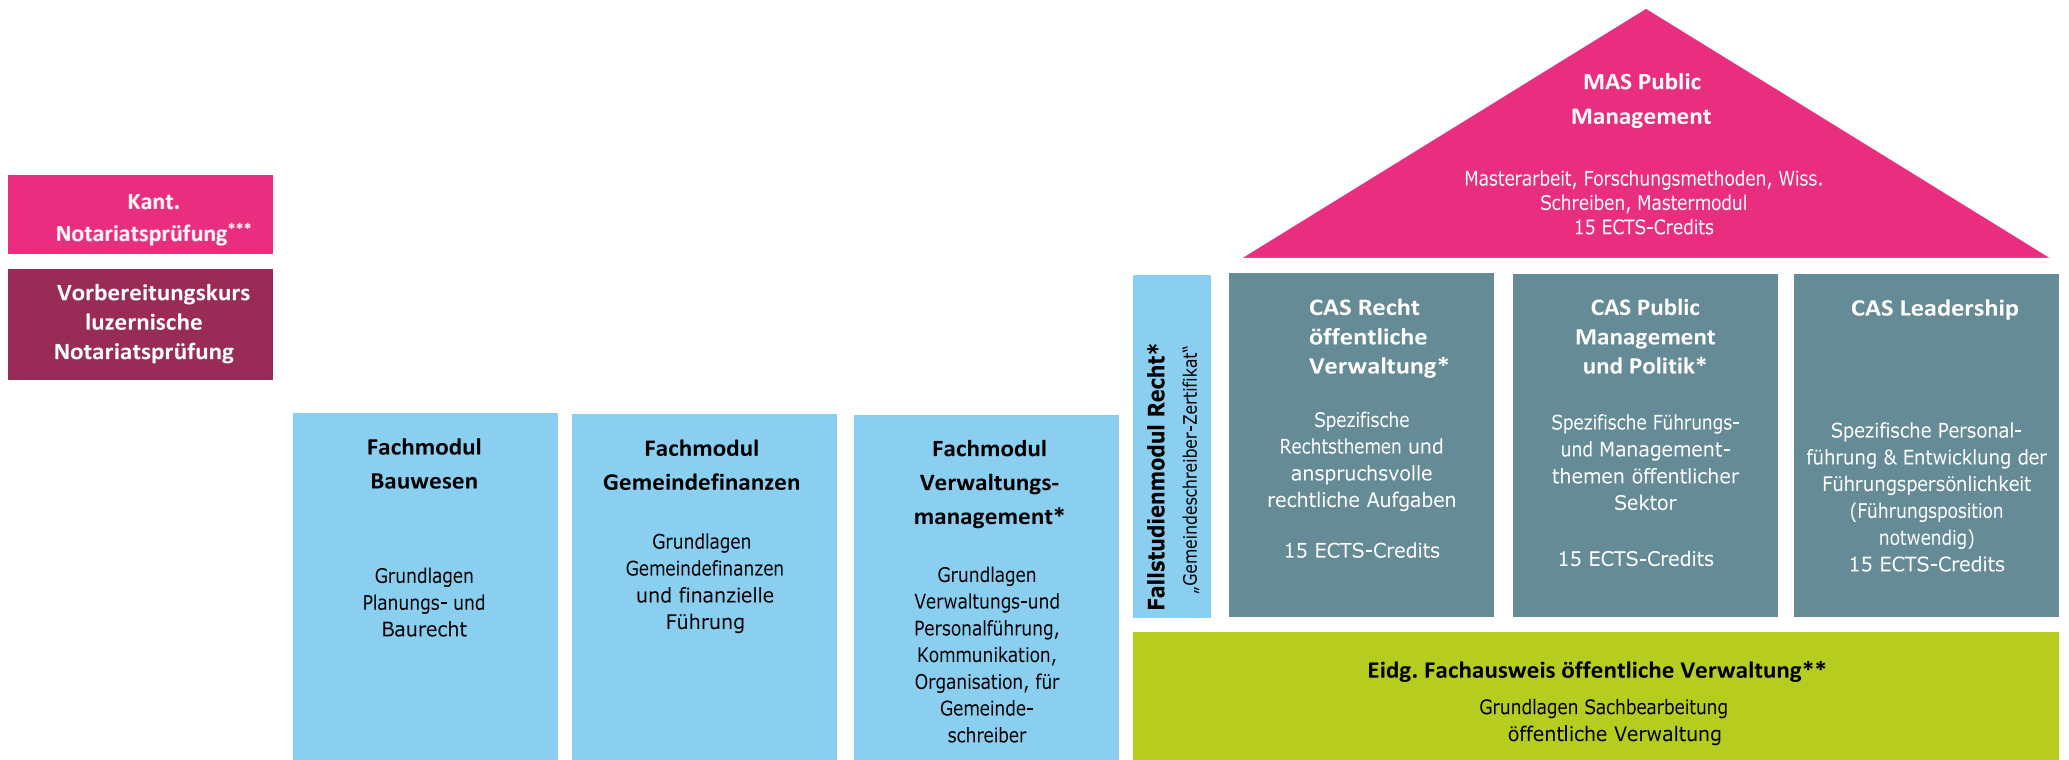 MAS Public
Management
Masterarbeit, Forschungsmethoden, Wiss.
Schreiben, Mastermodul
15 ECTS-Credits
Kant.
Notariatsprüfung***
Vorbereitungskurs
luzernische
Notariatsprüfung
Fachmodul
Bauwesen
Grundlagen
Planungs- und
Baurecht
Fachmodul
Gemeindefinanzen
Grundlagen
Gemeindefinanzen
und finanzielle
Führung
Fachmodul
Verwaltungs-
management*
Grundlagen
Verwaltungs-und
Personalführung,
Kommunikation,
Organisation, für
Gemeinde-
schreiber
Fallstudienmodul Recht*
„Gemeindeschreiber-Zertifikat“
CAS Recht
öffentliche
Verwaltung*
Spezifische
Rechtsthemen und
anspruchsvolle
rechtliche Aufgaben
15 ECTS-Credits
CAS Public
Management
und Politik*
Spezifische Führungs-
und Management-
themen öffentlicher
Sektor
15 ECTS-Credits
CAS Leadership
Spezifische Personal-
führung & Entwicklung der
Führungspersönlichkeit
(Führungsposition
notwendig)
15 ECTS-Credits
Eidg. Fachausweis öffentliche Verwaltung**
Grundlagen Sachbearbeitung
öffentliche Verwaltung